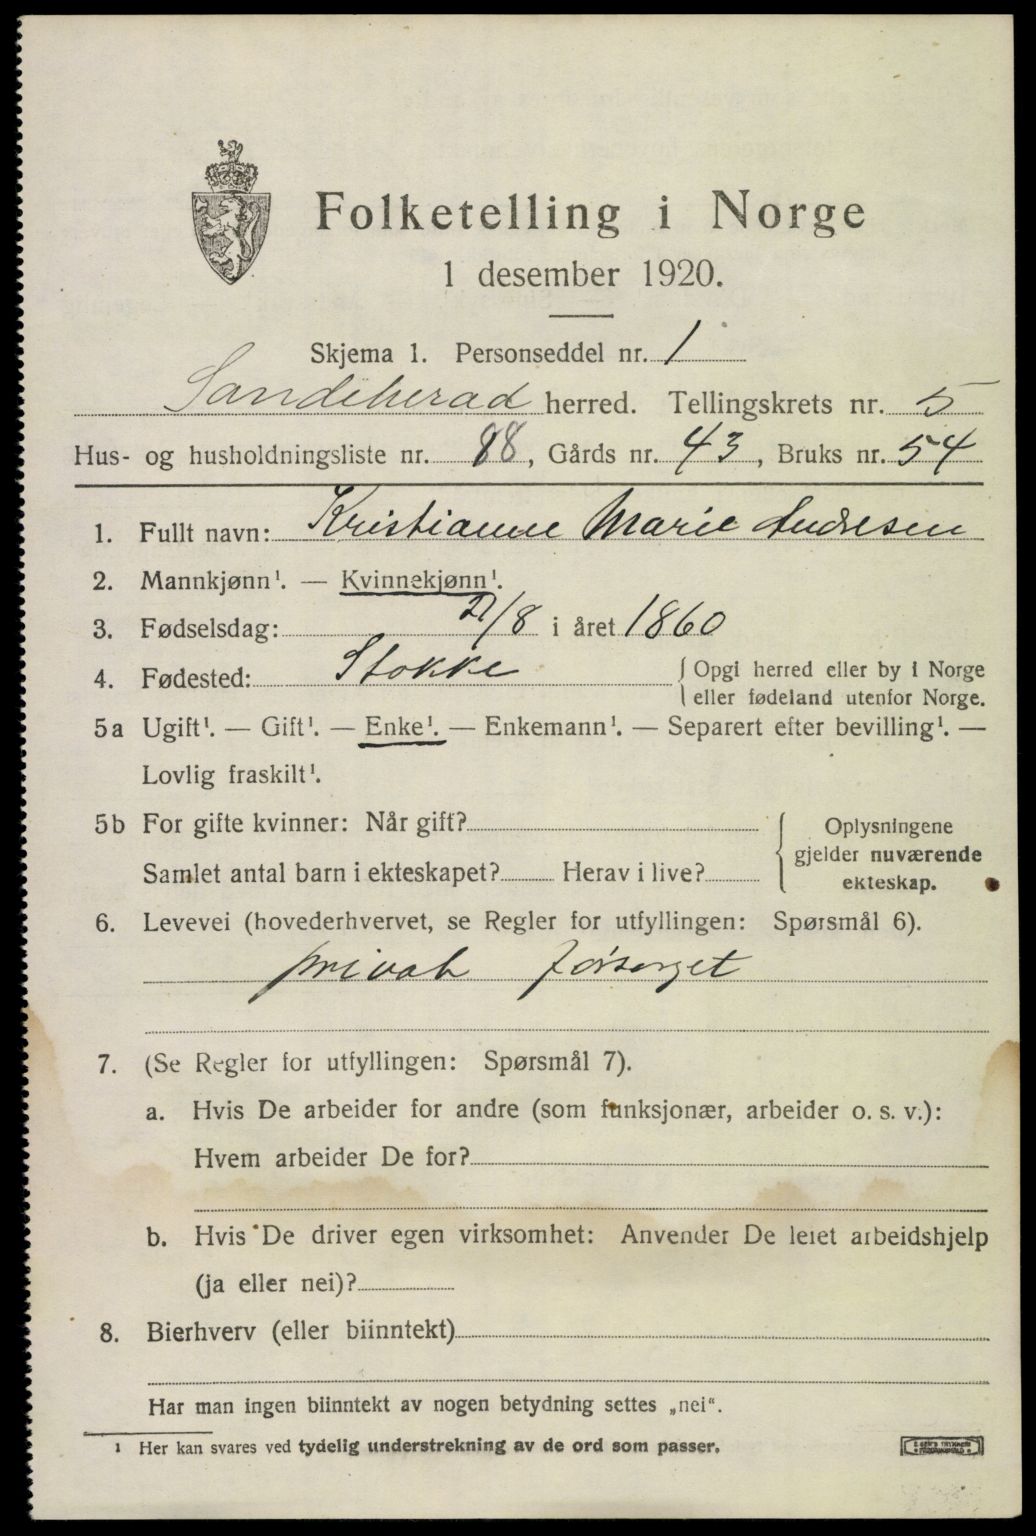 Folketelling i Norge
1 desember 1920.
Skjema 1. Personseddel nr. 1
Sandeherad herred. Tellingskrets nr. 5
Hus- og husholdningsliste nr. 88, Gårds nr. 43, Bruks nr. 54
1. Fullt navn: Kristianne Marie Andresen
2. Mannkjønn¹. — Kvinnekjønn¹.
3. Fødselsdag: 21/8 i året 1860
4. Fødested: Stokke { Opgi herred eller by i Norge
eller fødeland utenfor Norge.
5a Ugift¹. — Gift¹. — Enke¹. — Enkemann¹. — Separert efter bevilling¹. —
Lovlig fraskilt¹.
5b For gifte kvinner: Når gift? { Oplysningene
gjelder nuværende
Samlet antal barn i ekteskapet? Herav i live? ekteskap.
6. Levevei (hovederhvervet, se Regler for utfyllingen: Spørsmål 6).
privat forsørget
7. (Se Regler for utfyllingen: Spørsmål 7).
a. Hvis De arbeider for andre (som funksjonær, arbeider o. s. v.):
Hvem arbeider De for?
b. Hvis De driver egen virksomhet: Anvender De leiet arbeidshjelp
(ja eller nei)?
8. Bierhverv (eller biinntekt)
Har man ingen biinntekt av nogen betydning settes „nei".
¹ Her kan svares ved tydelig understrekning av de ord som passer.